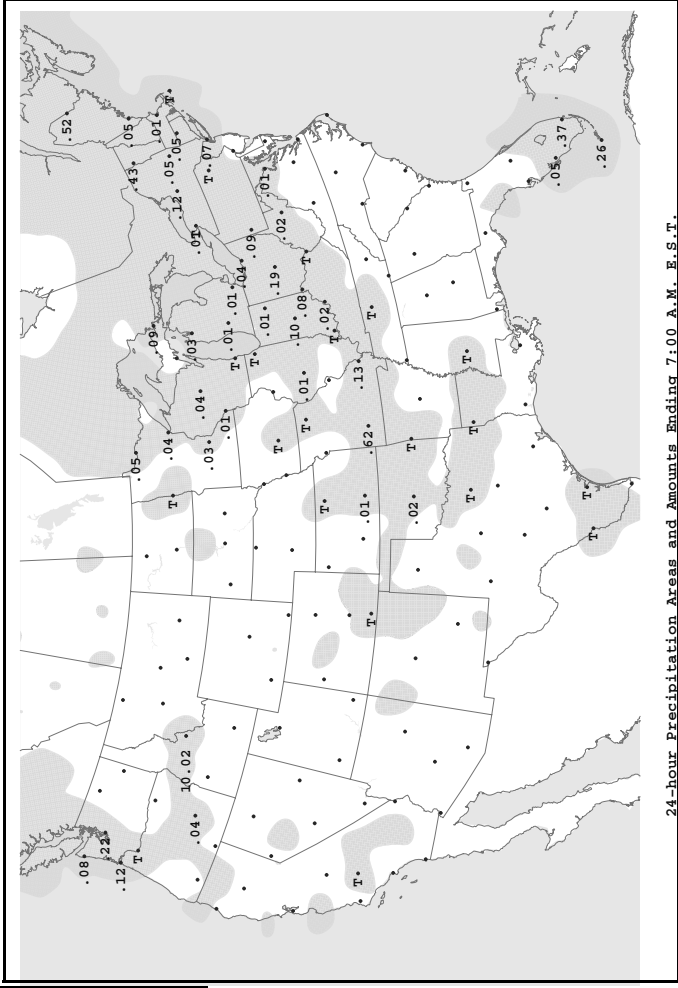 .52
.08
.22
.12
.05
.43
.05
T
.09
.01
.04
.05
T
T
.05
.12
10.02
.03
.04
.01
.04
.07
T
.03
.01
.01
.01
T
.04
.09
T
.01
.01
.19
T
.02
.10
.08
.01
T
T
.02
T
T
T
.13
.01
.62
T
T
T
.02
T
T
T
.05
.37
T
T
.26
24-hour Precipitation Areas and Amounts Ending 7:00 A.M. E.S.T.